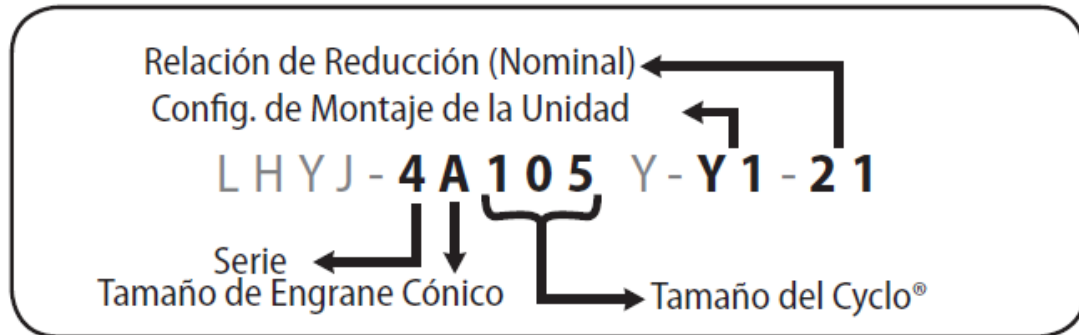 Relación de Reducción (Nominal)
Config. de Montaje de la Unidad
LHYJ-4A105 Y-Y1-21
Serie
Tamaño de Engrane Cónico
Tamaño del Cyclo®